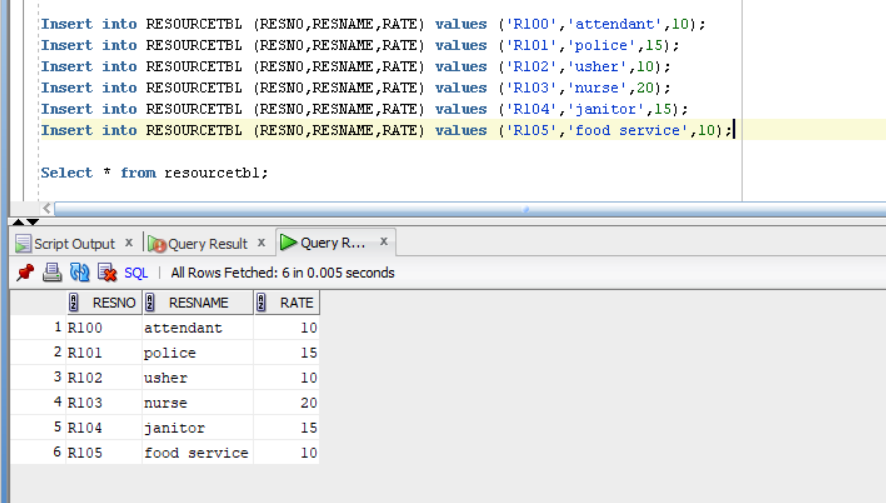 Insert into RESOURCETBL (RESNO,RESNAME,RATE) values ('R100','attendant',10);
Insert into RESOURCETBL (RESNO,RESNAME,RATE) values ('R101','police',15);
Insert into RESOURCETBL (RESNO,RESNAME,RATE) values ('R102','usher',10);
Insert into RESOURCETBL (RESNO,RESNAME,RATE) values ('R103','nurse',20);
Insert into RESOURCETBL (RESNO,RESNAME,RATE) values ('R104','janitor',15);
Insert into RESOURCETBL (RESNO,RESNAME,RATE) values ('R105','food service',10);
Select * from resourcetbl;
Script Output x Query Result x Query R... x
SQL | All Rows Fetched: 6 in 0.005 seconds
RESNO RESNAME RATE
1 R100 attendant 10
2 R101 police 15
3 R102 usher 10
4 R103 nurse 20
5 R104 janitor 15
6 R105 food service 10